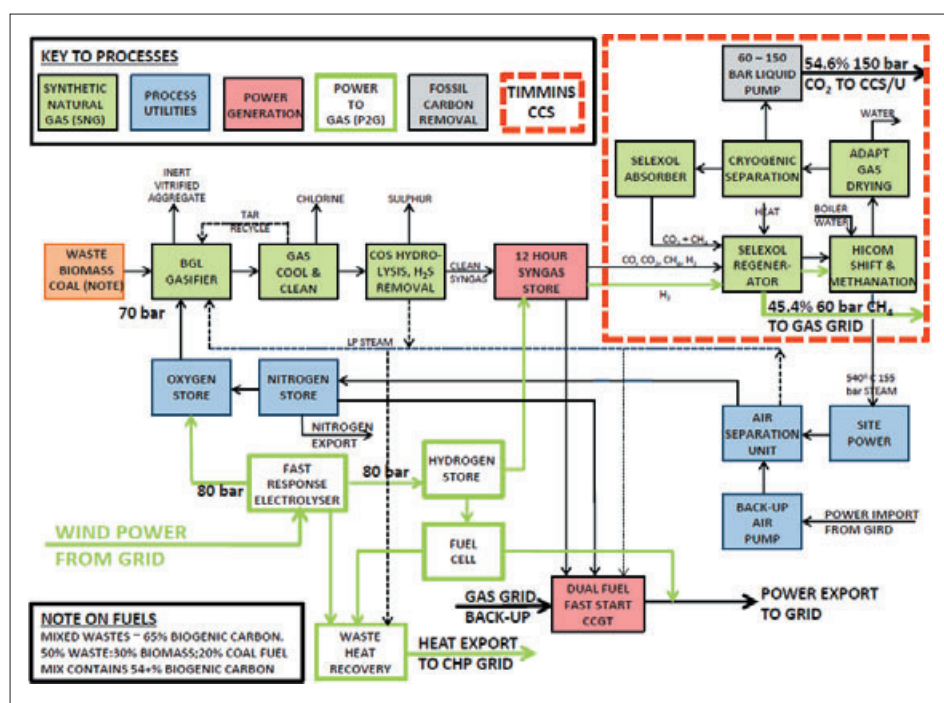 KEY TO PROCESSES
SYNTHETIC
NATURAL
GAS (SNG)
PROCESS
UTILITIES
POWER
GENERATION
POWER
TO
GAS (P2G)
FOSSIL
CARBON
REMOVAL
TIMMINS
CCS
60 – 150
BAR LIQUID
PUMP
54.6% 150 bar
CO₂ TO CCS/U
WATER
SELEXOL
ABSORBER
CRYOGENIC
SEPARATION
ADAPT
GAS
DRYING
INERT
VITRIFIED
AGGREGATE
CHLORINE
SULPHUR
TAR
RECYCLE
HEAT
BOILER
WATER
CO₂ + CH₄
WASTE
BIOMASS
COAL (NOTE)
BGL
GASIFIER
GAS
COOL &
CLEAN
COS HYDRO-
LYSIS, H₂S
REMOVAL
CLEAN
SYNGAS
12 HOUR
SYNGAS
STORE
CO, CO₂, CH₄, H₂
H₂
SELEXOL
REGENER-
ATOR
HICOM
SHIFT &
METHANATION
70 bar
45.4% 60 bar CH₄
TO GAS GRID
LP STEAM
540° C 155
bar STEAM
OXYGEN
STORE
NITROGEN
STORE
AIR
SEPARATION
UNIT
SITE
POWER
NITROGEN
EXPORT
80 bar
FAST
RESPONSE
ELECTROLYSER
80 bar
HYDROGEN
STORE
WIND POWER
FROM GRID
FUEL
CELL
BACK-UP
AIR
PUMP
POWER IMPORT
FROM GIRD
GAS GRID
BACK-UP
DUAL FUEL
FAST START
CCGT
POWER EXPORT
TO GRID
NOTE ON FUELS
MIXED WASTES ~ 65% BIOGENIC CARBON.
50% WASTE:30% BIOMASS;20% COAL FUEL
MIX CONTAINS 54+% BIOGENIC CARBON
WASTE
HEAT
RECOVERY
HEAT EXPORT
TO CHP GRID